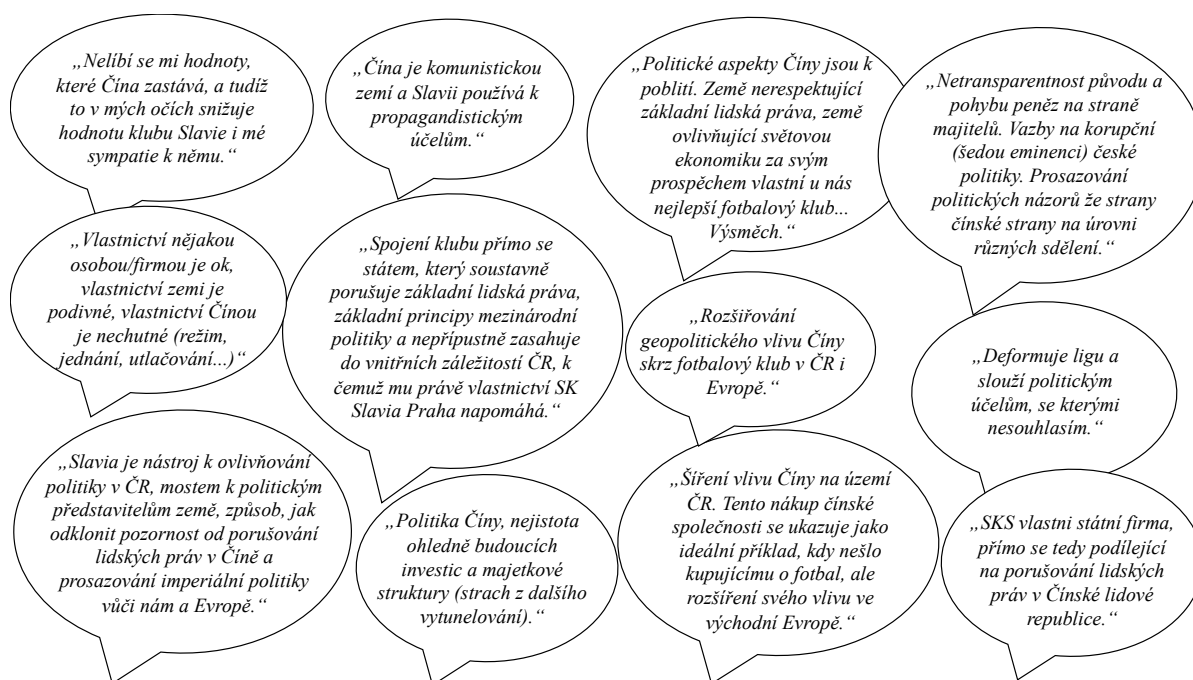 „Nelíbí se mi hodnoty,
které Čína zastává, a tudíž
to v mých očích snižuje
hodnotu klubu Slavie i mé
sympatie k němu.“
„Čína je komunistickou
zemí a Slavii používá k
propagandistickým
účelům.“
„Politické aspekty Číny jsou k
poblití. Země nerespektující
základní lidská práva, země
ovlivňující světovou
ekonomiku za svým
prospěchem vlastní u nás
nejlepší fotbalový klub...
Výsměch.“
„Netransparentnost původu a
pohybu peněz na straně
majitelů. Vazby na korupční
(šedou eminenci) české
politiky. Prosazování
politických názorů že strany
čínské strany na úrovni
různých sdělení.“
„Vlastnictví nějakou
osobou/firmou je ok,
vlastnictví zemi je
podivné, vlastnictví Čínou
je nechutné (režim,
jednání, utlačování...)“
„Spojení klubu přímo se
státem, který soustavně
porušuje základní lidská práva,
základní principy mezinárodní
politiky a nepřípustně zasahuje
do vnitřních záležitostí ČR, k
čemuž mu právě vlastnictví SK
Slavia Praha napomáhá.“
„Rozšiřování
geopolitického vlivu Číny
skrz fotbalový klub v ČR i
Evropě.“
„Deformuje ligu a
slouží politickým
účelům, se kterými
nesouhlasím.“
„Slavia je nástroj k ovlivňování
politiky v ČR, mostem k politickým
představitelům země, způsob, jak
odklonit pozornost od porušování
lidských práv v Číně a
prosazování imperiální politiky
vůči nám a Evropě.“
„Politika Číny, nejistota
ohledně budoucích
investic a majetkové
struktury (strach z dalšího
vytunelování).“
„Šíření vlivu Číny na území
ČR. Tento nákup čínské
společnosti se ukazuje jako
ideální příklad, kdy nešlo
kupujícímu o fotbal, ale
rozšíření svého vlivu ve
východní Evropě.“
„SKS vlastni státní firma,
přímo se tedy podílející
na porušování lidských
práv v Čínské lidové
republice.“